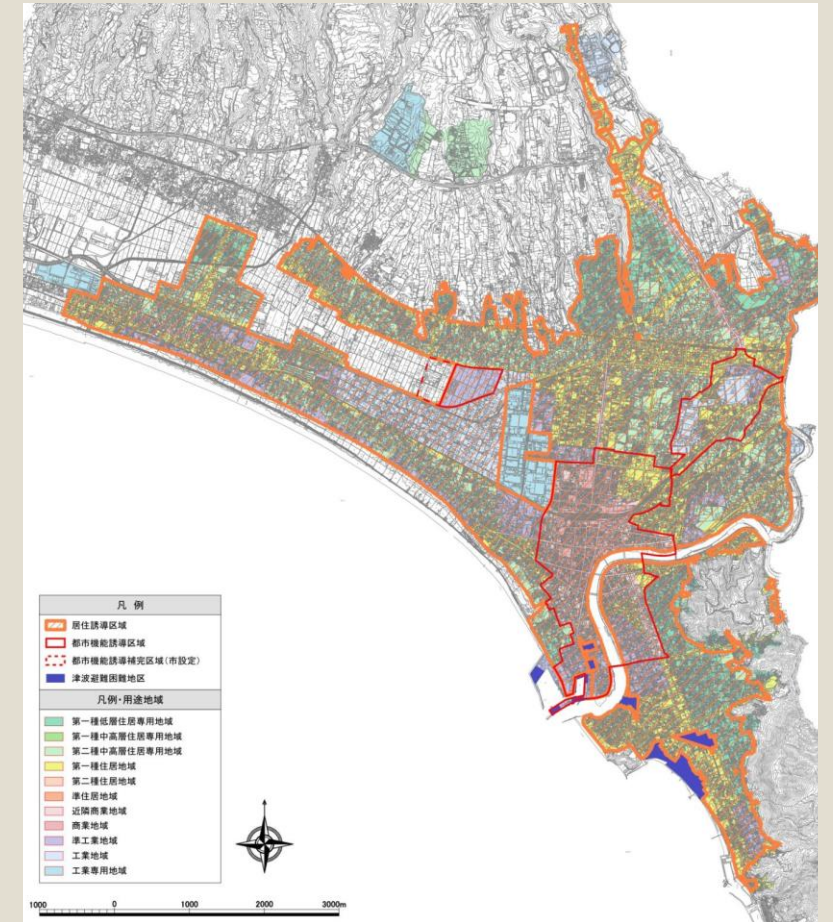 凡 例
居住誘導区域
都市機能誘導区域
都市機能誘導補完区域(市設定)
津波避難困難地区
凡例・用途地域
第一種低層住居専用地域
第一種中高層住居専用地域
第二種中高層住居専用地域
第一種住居地域
第二種住居地域
準住居地域
近隣商業地域
商業地域
準工業地域
工業地域
工業専用地域
1000 0 1000 2000 3000m